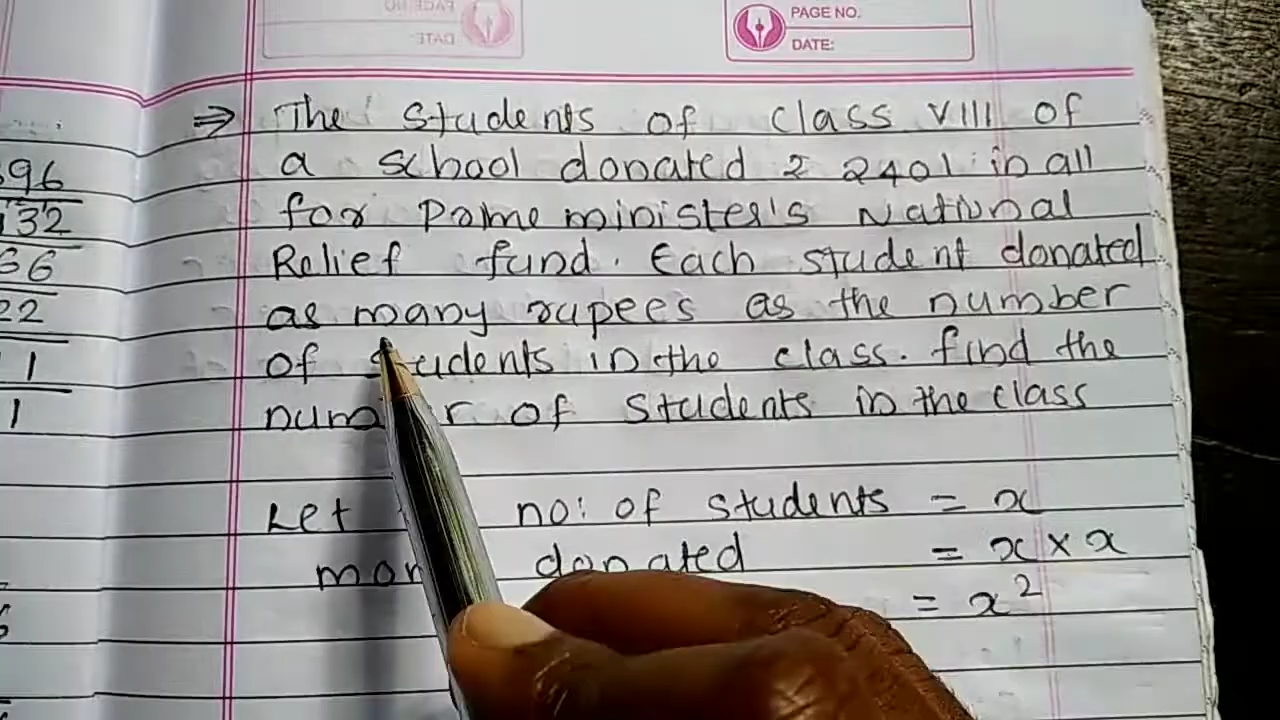 PAGE NO.
DATE:
⇒ The Students of class VIII of
a school donated ₹ 2401 in all
for Prime minister's National
Relief fund. Each student donated
as many rupees as the number
of students in the class. find the
of students in the class
Let no: of students = x
donated = x × x
= x²
96
132
66
22
1
1